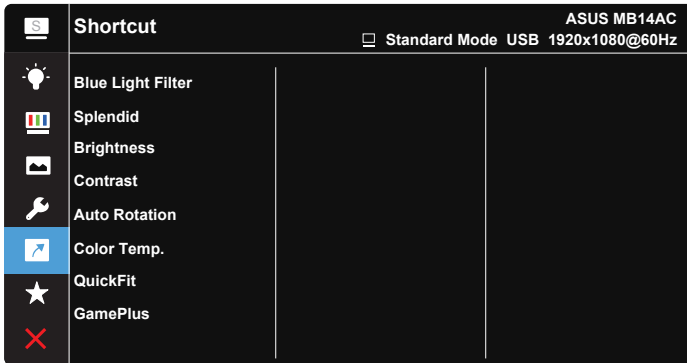 S
Shortcut
ASUS MB14AC
Standard Mode USB 1920x1080@60Hz
Blue Light Filter
Splendid
Brightness
Contrast
Auto Rotation
Color Temp.
QuickFit
GamePlus